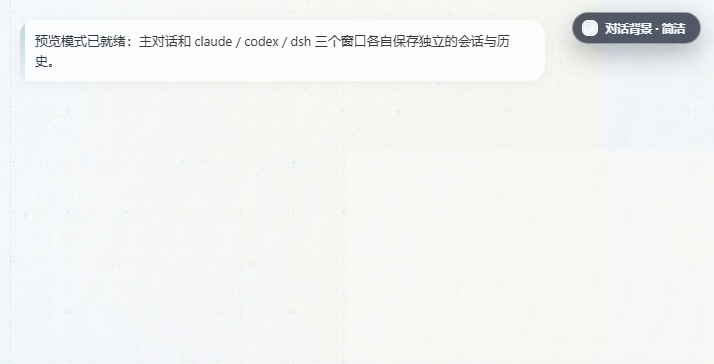 预览模式已就绪：主对话和 claude / codex / dsh 三个窗口各自保存独立的会话与历
史。
对话背景 · 简洁